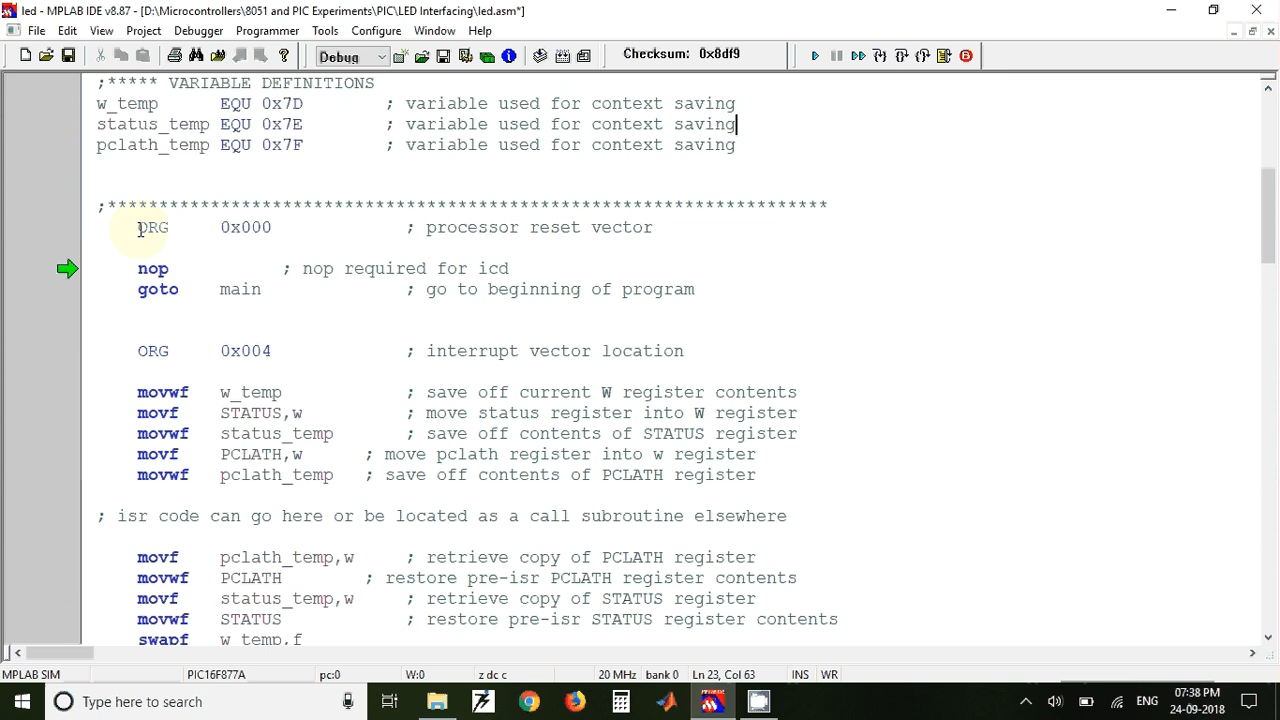 led - MPLAB IDE v8.87 - [D:\Microcontrollers\8051 and PIC Experiments\PIC\LED Interfacing\led.asm*]
File Edit View Project Debugger Programmer Tools Configure Window Help
Debug Checksum: 0x8df9
;***** VARIABLE DEFINITIONS
w_temp EQU 0x7D ; variable used for context saving
status_temp EQU 0x7E ; variable used for context saving
pclath_temp EQU 0x7F ; variable used for context saving
;**********************************************************************
ORG 0x000 ; processor reset vector
nop ; nop required for icd
goto main ; go to beginning of program
ORG 0x004 ; interrupt vector location
movwf w_temp ; save off current W register contents
movf STATUS,w ; move status register into W register
movwf status_temp ; save off contents of STATUS register
movf PCLATH,w ; move pclath register into w register
movwf pclath_temp ; save off contents of PCLATH register
; isr code can go here or be located as a call subroutine elsewhere
movf pclath_temp,w ; retrieve copy of PCLATH register
movwf PCLATH ; restore pre-isr PCLATH register contents
movf status_temp,w ; retrieve copy of STATUS register
movwf STATUS ; restore pre-isr STATUS register contents
swapf w_temp,f
MPLAB SIM PIC16F877A pc:0 W:0 z dc c 20 MHz bank 0 Ln 23, Col 63 INS WR
Type here to search ENG 07:38 PM
24-09-2018